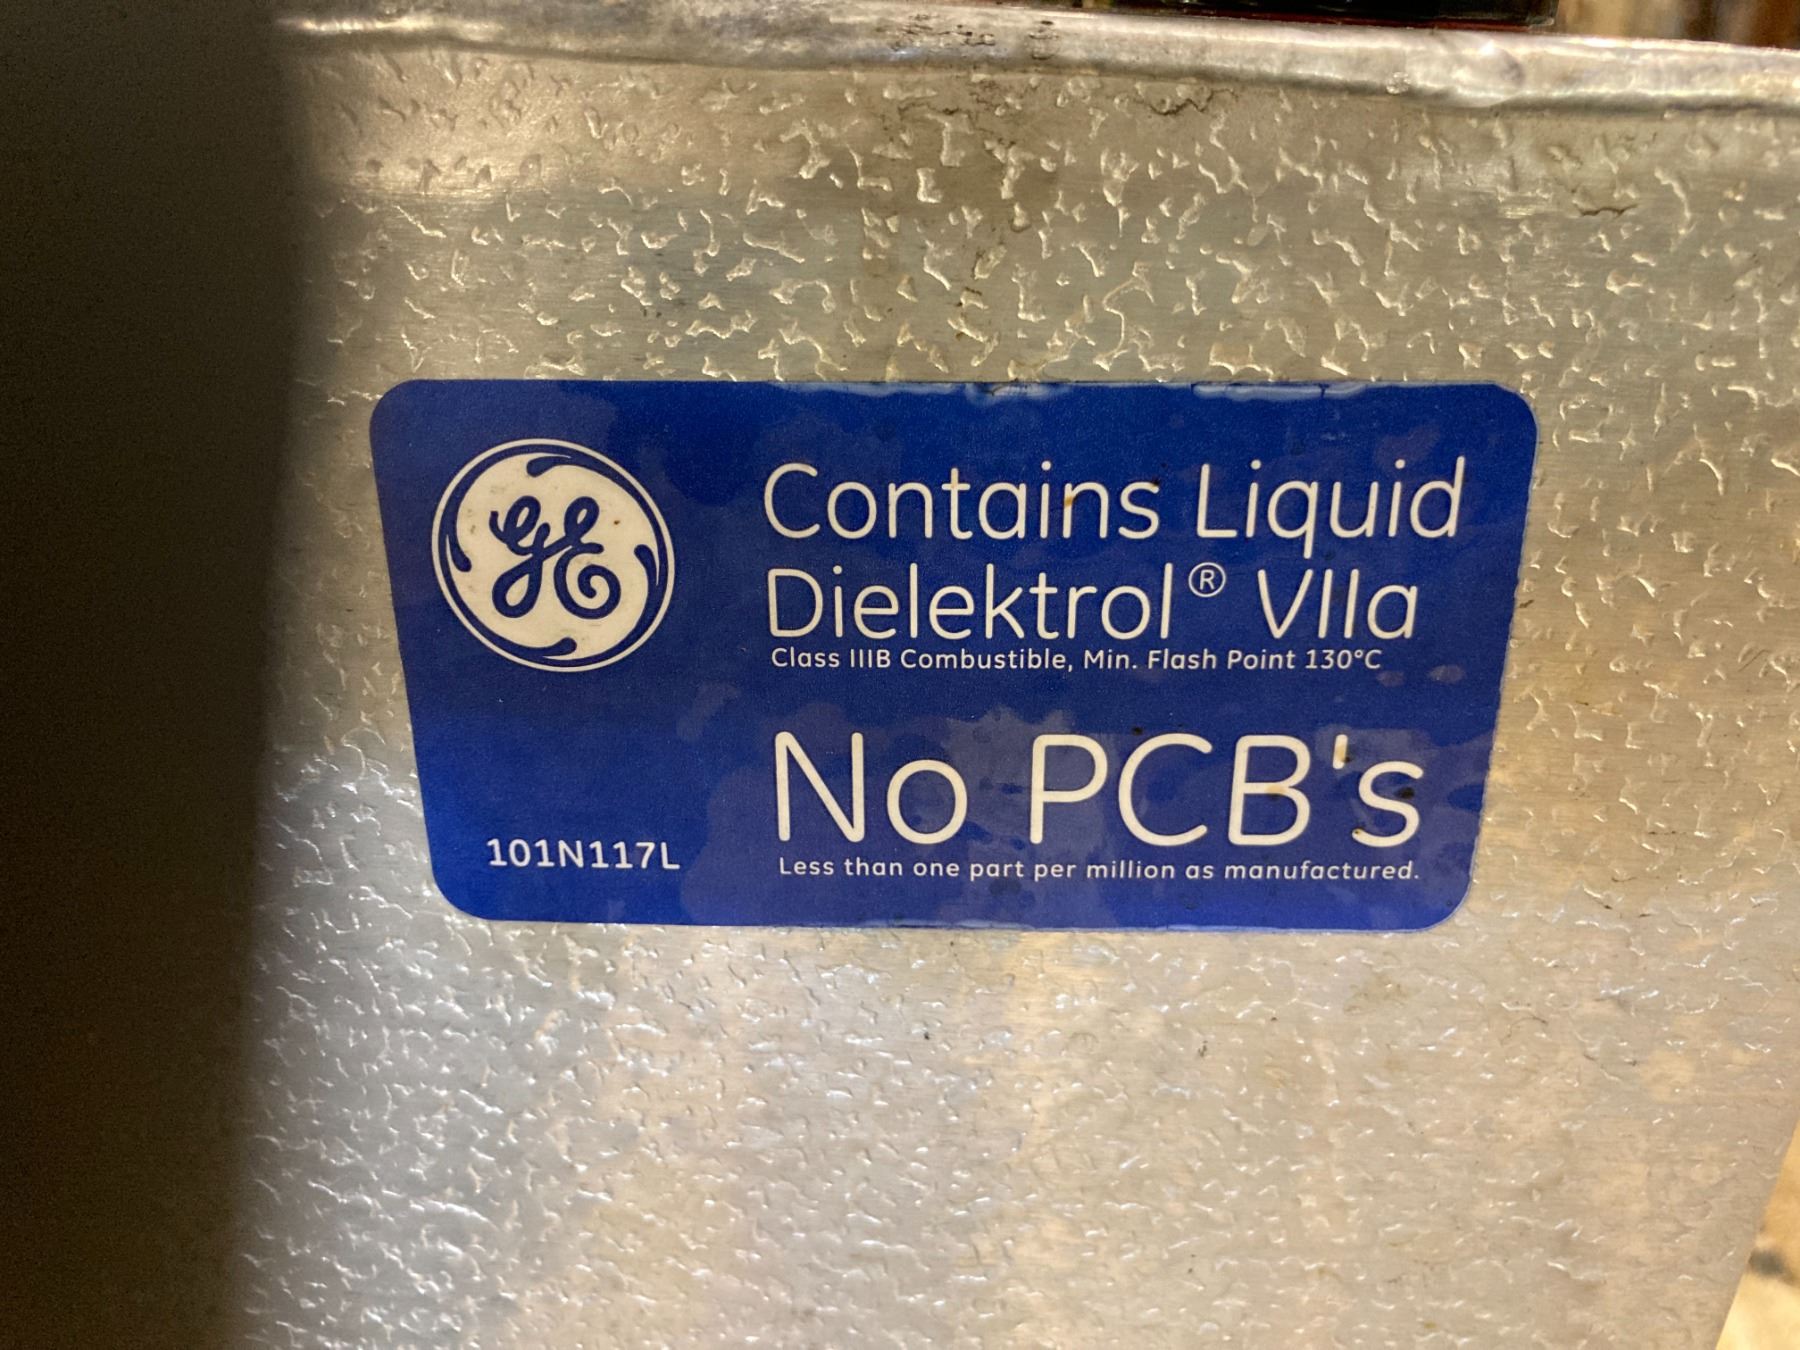 GE
Contains Liquid
Dielektrol® VIIa
Class IIIB Combustible, Min. Flash Point 130°C
No PCB's
Less than one part per million as manufactured.
101N117L